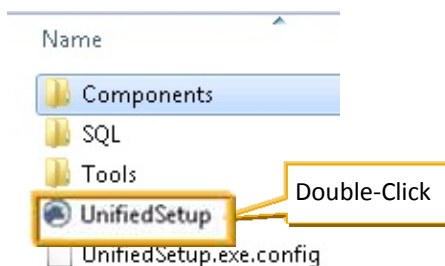 Name
Components
SQL
Tools
UnifiedSetup
Double-Click
UnifiedSetup.exe.config